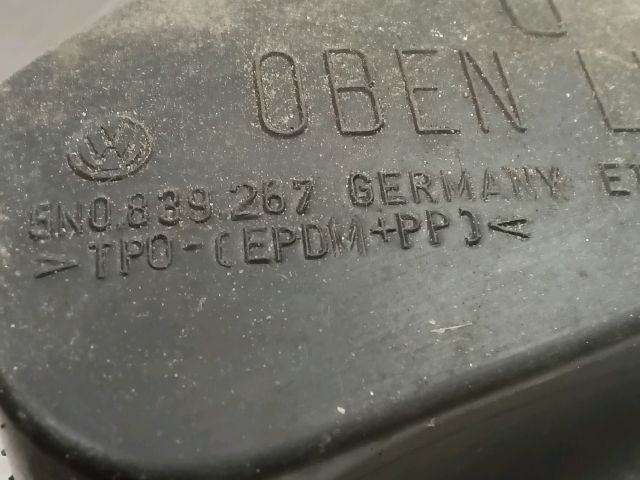 OBEN
5N0.839.267 GERMANY
>TPO-(EPDM+PP)<